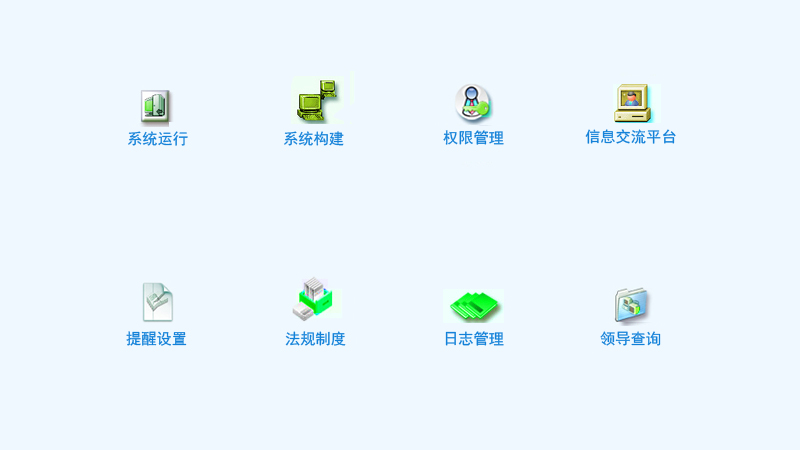 系统运行
系统构建
权限管理
信息交流平台
提醒设置
法规制度
日志管理
领导查询